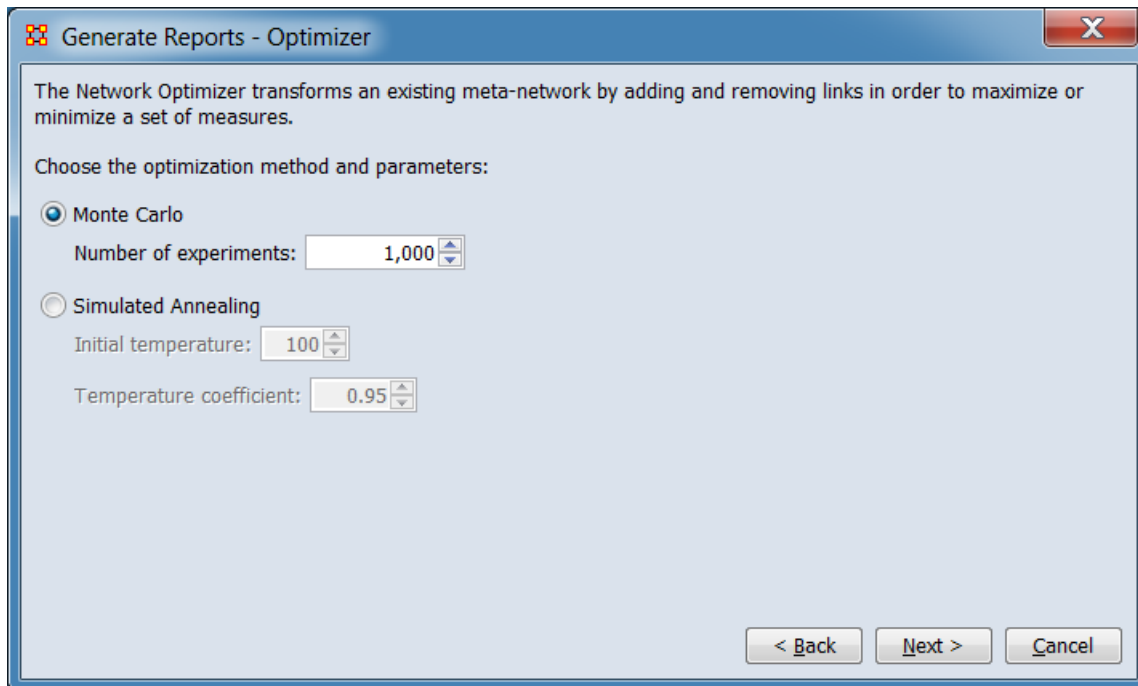 Generate Reports - Optimizer
X
The Network Optimizer transforms an existing meta-network by adding and removing links in order to maximize or
minimize a set of measures.
Choose the optimization method and parameters:
Monte Carlo
Number of experiments: 1,000
Simulated Annealing
Initial temperature: 100
Temperature coefficient: 0.95
< Back Next > Cancel